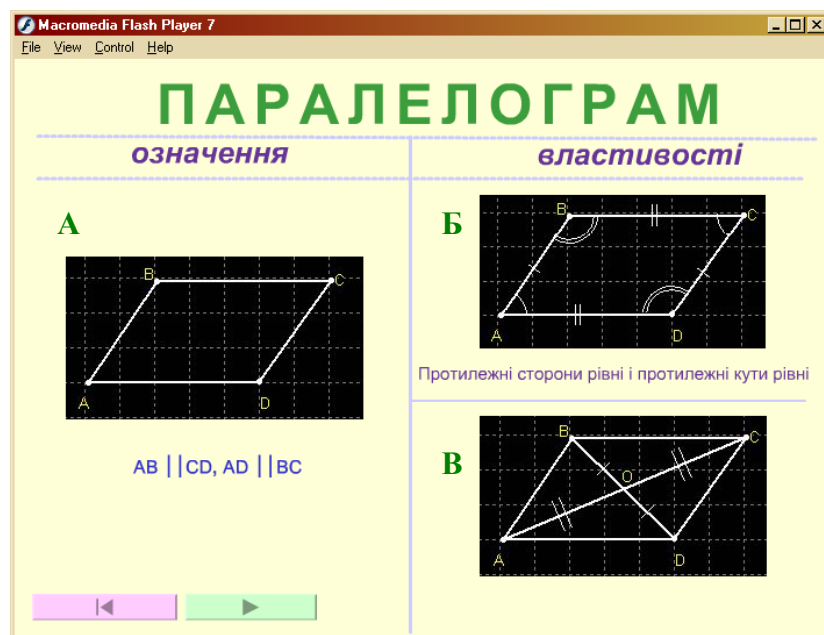 Macromedia Flash Player 7
File View Control Help
ПАРАЛЕЛОГРАМ
означення
властивості
А
B
C
A
D
AB ||CD, AD ||BC
Б
B
C
A
D
Протилежні сторони рівні і протилежні кути рівні
В
B
C
O
A
D